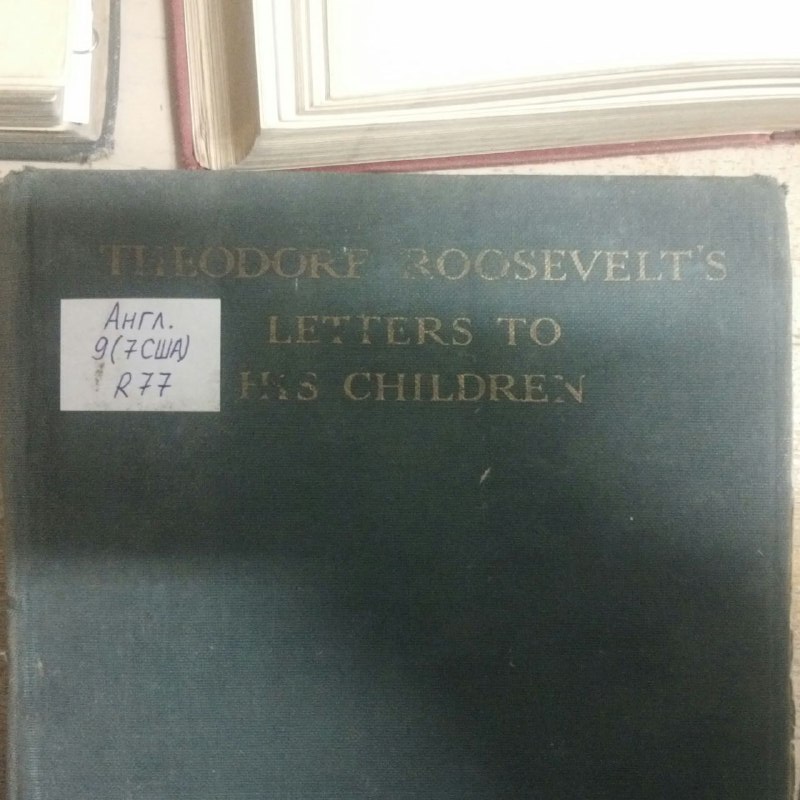 THEODORE ROOSEVELT'S
LETTERS TO
HIS CHILDREN
Англ.
9(7США)
R77